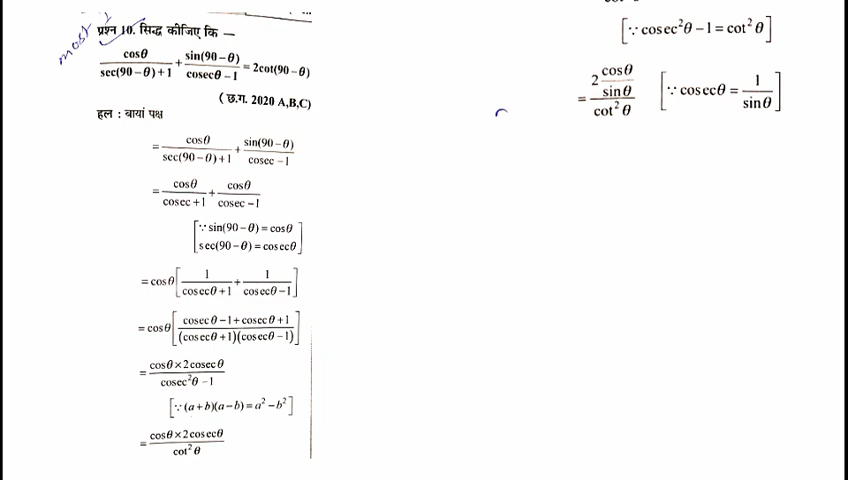 most
प्रश्न 10. सिद्ध कीजिए कि —
cosθ/(sec(90−θ)+1) + sin(90−θ)/(cosecθ−1) = 2cot(90−θ)
(छ.ग. 2020 A,B,C)
हल : बायां पक्ष
= cosθ/(sec(90−θ)+1) + sin(90−θ)/(cosec −1)
= cosθ/(cosec +1) + cosθ/(cosec −1)
[∵ sin(90−θ) = cosθ
sec(90−θ) = cosecθ]
= cosθ[1/(cosecθ+1) + 1/(cosecθ−1)]
= cosθ[(cosecθ−1+cosecθ+1)/((cosecθ+1)(cosecθ−1))]
= (cosθ×2cosecθ)/(cosec²θ −1)
[∵ (a+b)(a−b) = a² −b²]
= (cosθ×2cosecθ)/(cot²θ)
[∵ cosec²θ −1 = cot²θ]
= (2 cosθ/sinθ)/(cot²θ) [∵ cosecθ = 1/sinθ]